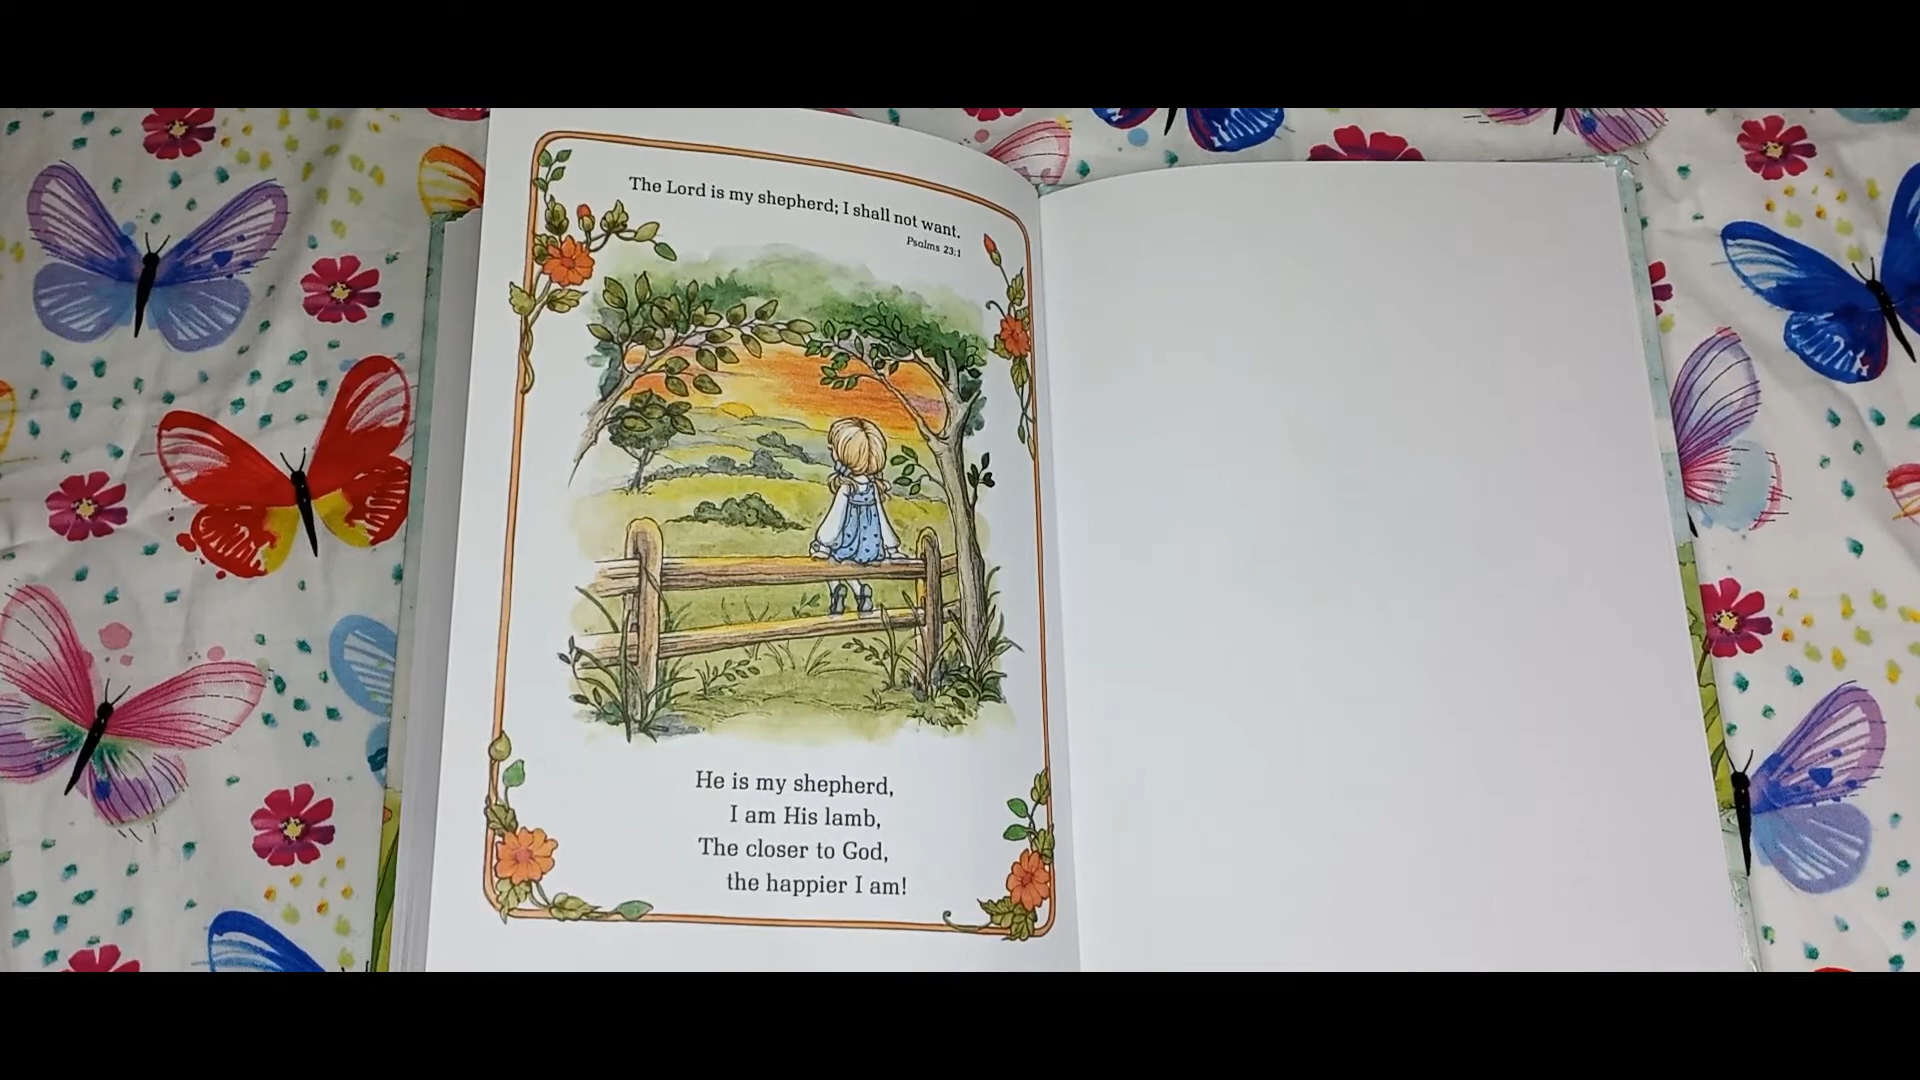 The Lord is my shepherd; I shall not want.
Psalms 23:1
He is my shepherd,
I am His lamb,
The closer to God,
the happier I am!